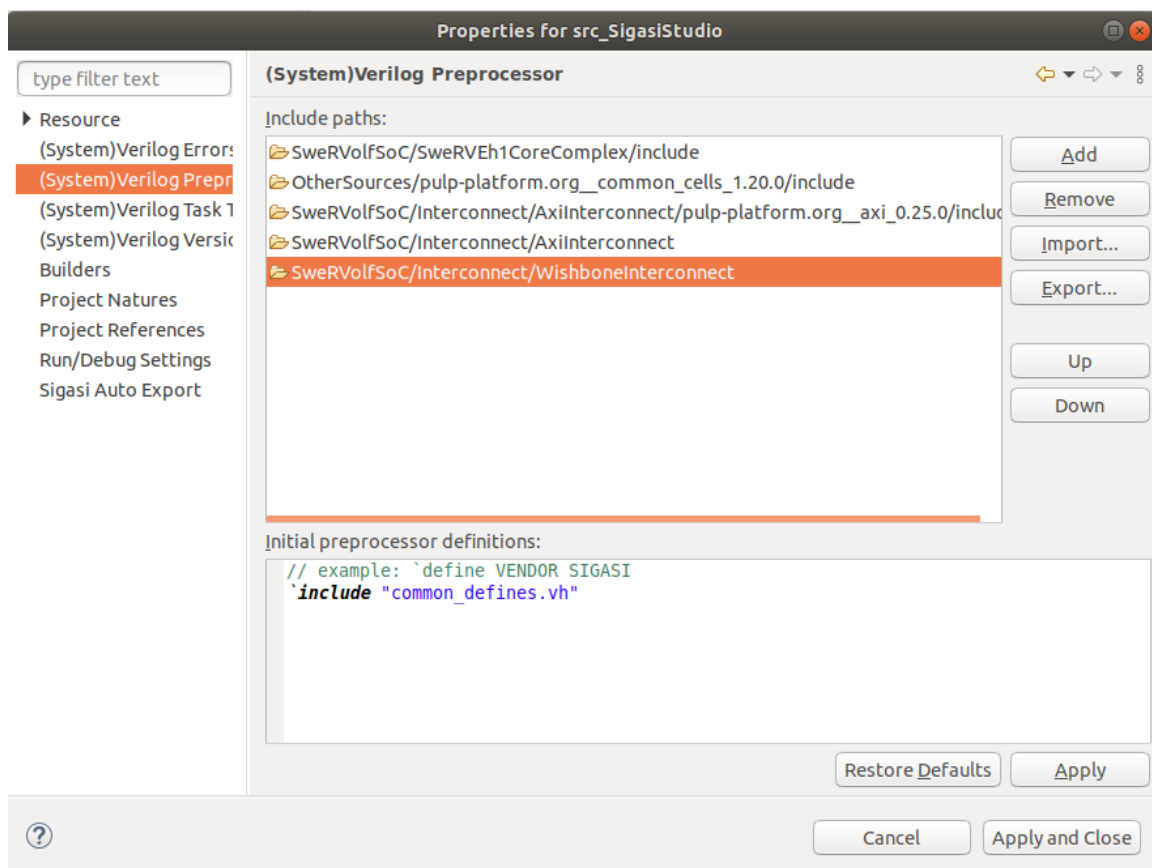 Properties for src_SigasiStudio
type filter text
Resource
(System)Verilog Errors
(System)Verilog Prepr
(System)Verilog Task T
(System)Verilog Versio
Builders
Project Natures
Project References
Run/Debug Settings
Sigasi Auto Export
(System)Verilog Preprocessor
Include paths:
SweRVolfSoC/SweRVEh1CoreComplex/include
OtherSources/pulp-platform.org__common_cells_1.20.0/include
SweRVolfSoC/Interconnect/AxiInterconnect/pulp-platform.org__axi_0.25.0/includ
SweRVolfSoC/Interconnect/AxiInterconnect
SweRVolfSoC/Interconnect/WishboneInterconnect
Add
Remove
Import...
Export...
Up
Down
Initial preprocessor definitions:
// example: `define VENDOR SIGASI
`include "common_defines.vh"
Restore Defaults
Apply
?
Cancel
Apply and Close